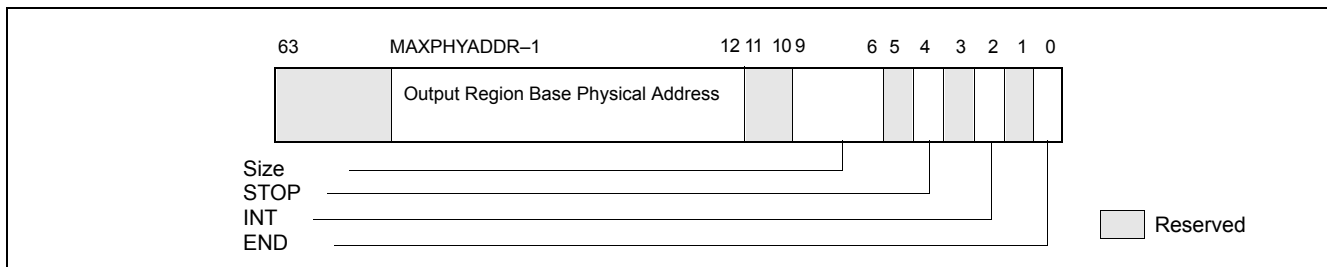 63 MAXPHYADDR–1 12 11 10 9 6 5 4 3 2 1 0
Output Region Base Physical Address
Size
STOP
INT
END
Reserved